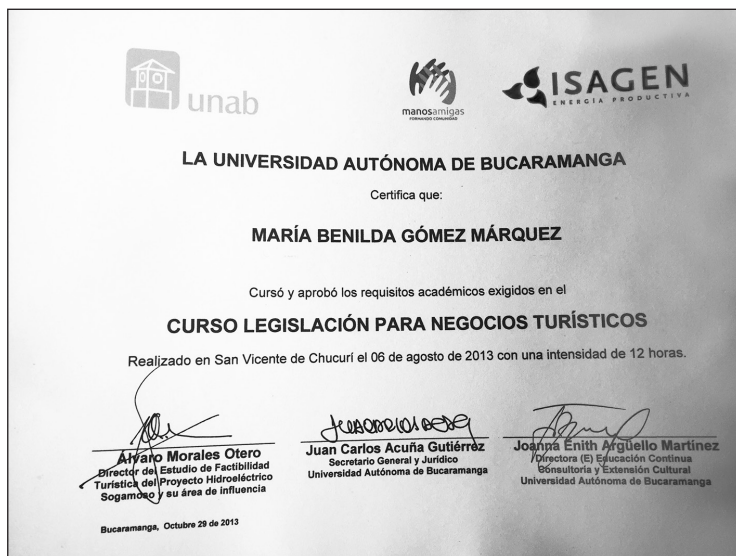 unab
manosamigas
FORMANDO COMUNIDAD
ISAGEN
ENERGÍA PRODUCTIVA
LA UNIVERSIDAD AUTÓNOMA DE BUCARAMANGA
Certifica que:
MARÍA BENILDA GÓMEZ MÁRQUEZ
Cursó y aprobó los requisitos académicos exigidos en el
CURSO LEGISLACIÓN PARA NEGOCIOS TURÍSTICOS
Realizado en San Vicente de Chucurí el 06 de agosto de 2013 con una intensidad de 12 horas.
Álvaro Morales Otero
Director del Estudio de Factibilidad
Turística del Proyecto Hidroeléctrico
Sogamoso y su área de influencia
Juan Carlos Acuña Gutiérrez
Secretario General y Jurídico
Universidad Autónoma de Bucaramanga
Joanna Enith Argüello Martínez
Directora (E) Educación Continua
Consultoría y Extensión Cultural
Universidad Autónoma de Bucaramanga
Bucaramanga, Octubre 29 de 2013